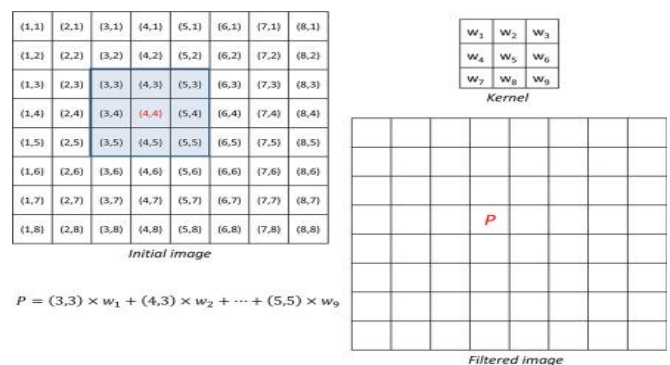 (1,1) (2,1) (3,1) (4,1) (5,1) (6,1) (7,1) (8,1)
(1,2) (2,2) (3,2) (4,2) (5,2) (6,2) (7,2) (8,2)
(1,3) (2,3) (3,3) (4,3) (5,3) (6,3) (7,3) (8,3)
(1,4) (2,4) (3,4) (4,4) (5,4) (6,4) (7,4) (8,4)
(1,5) (2,5) (3,5) (4,5) (5,5) (6,5) (7,5) (8,5)
(1,6) (2,6) (3,6) (4,6) (5,6) (6,6) (7,6) (8,6)
(1,7) (2,7) (3,7) (4,7) (5,7) (6,7) (7,7) (8,7)
(1,8) (2,8) (3,8) (4,8) (5,8) (6,8) (7,8) (8,8)
Initial image
P = (3,3) × w₁ + (4,3) × w₂ + ⋯ + (5,5) × w₉
w₁ w₂ w₃
w₄ w₅ w₆
w₇ w₈ w₉
Kernel
P
Filtered image